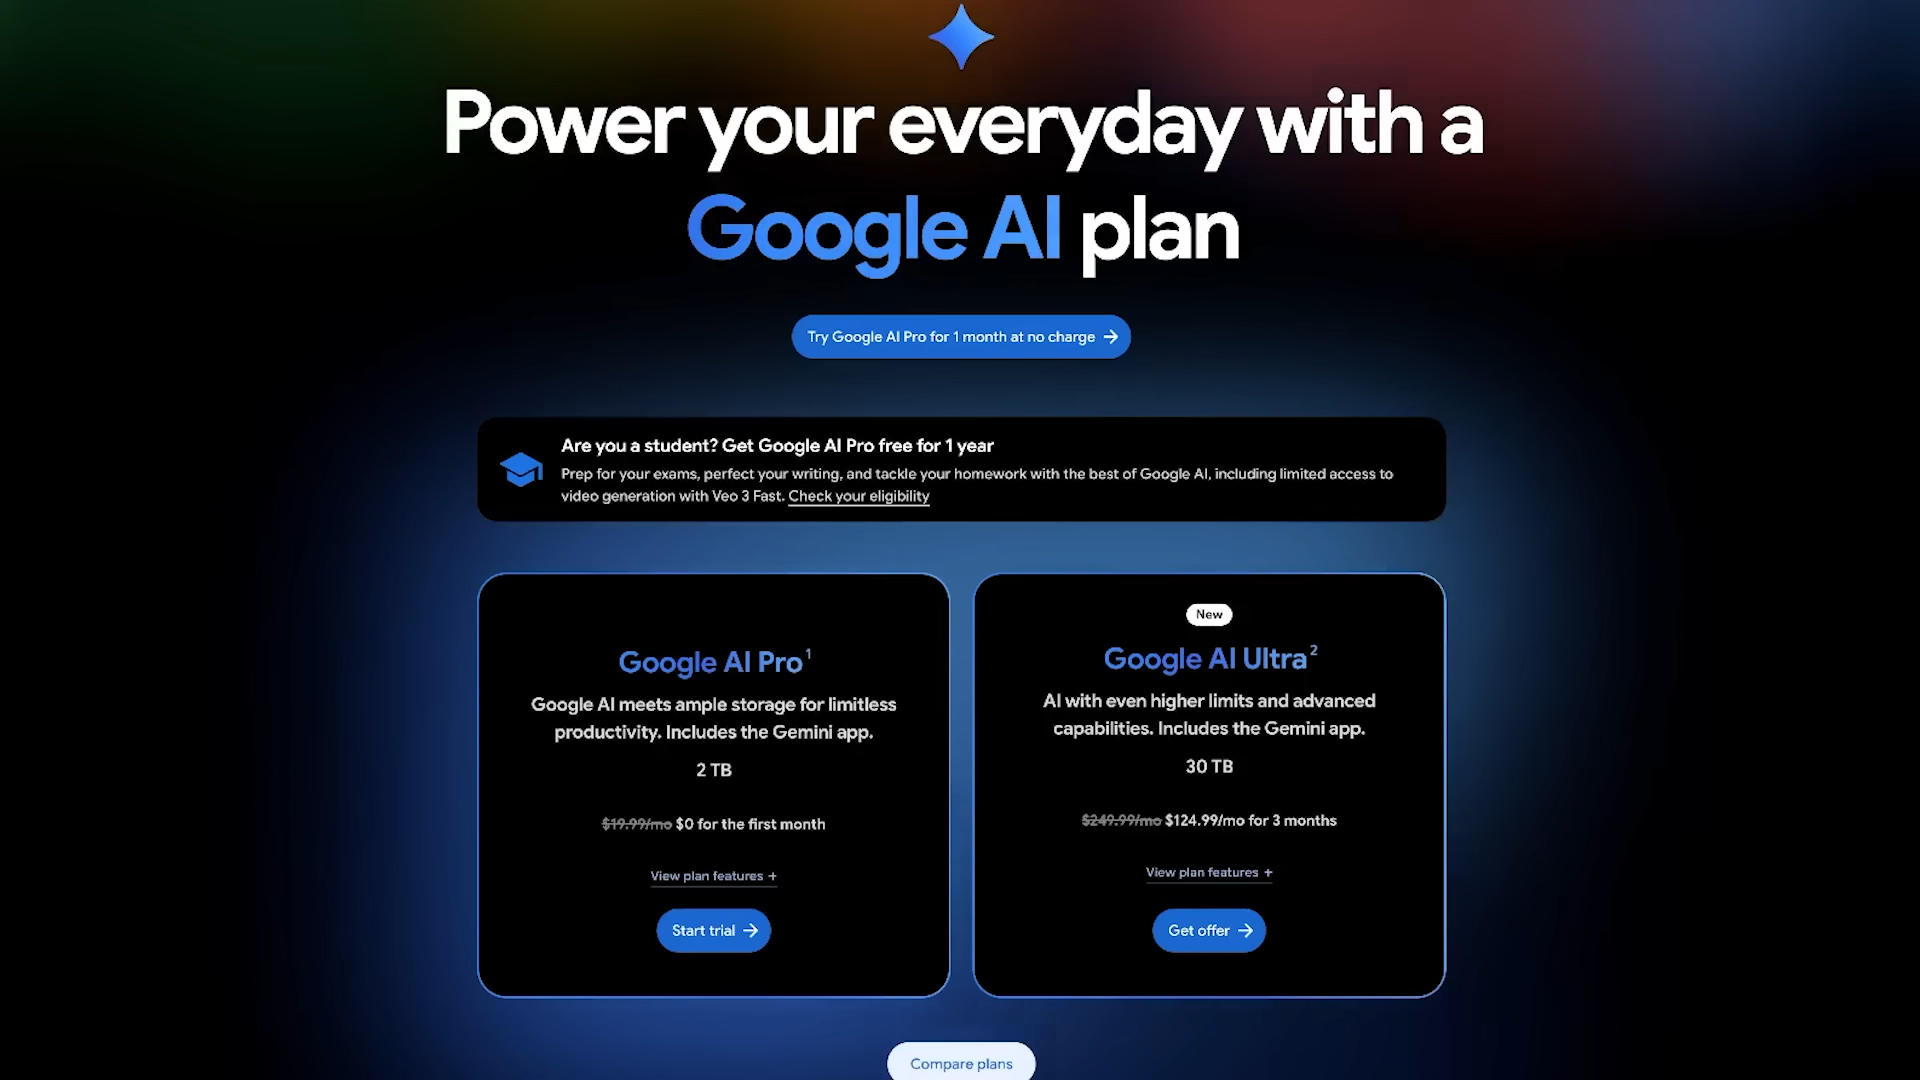 Power your everyday with a
Google AI plan
Try Google AI Pro for 1 month at no charge →
Are you a student? Get Google AI Pro free for 1 year
Prep for your exams, perfect your writing, and tackle your homework with the best of Google AI, including limited access to
video generation with Veo 3 Fast. Check your eligibility
Google AI Pro¹
Google AI meets ample storage for limitless
productivity. Includes the Gemini app.
2 TB
$19.99/mo $0 for the first month
View plan features +
Start trial →
New
Google AI Ultra²
AI with even higher limits and advanced
capabilities. Includes the Gemini app.
30 TB
$249.99/mo $124.99/mo for 3 months
View plan features +
Get offer →
Compare plans